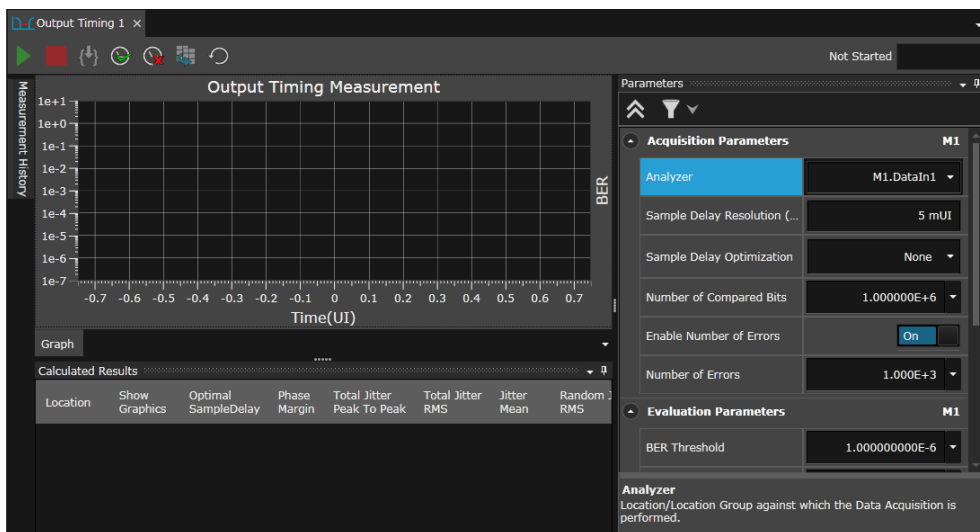 Output Timing 1
Not Started
Measurement History
Output Timing Measurement
1e+1
1e+0
1e-1
1e-2
1e-3
1e-4
1e-5
1e-6
1e-7
BER
-0.7 -0.6 -0.5 -0.4 -0.3 -0.2 -0.1 0 0.1 0.2 0.3 0.4 0.5 0.6 0.7
Time(UI)
Graph
Calculated Results
Location Show Graphics Optimal SampleDelay Phase Margin Total Jitter Peak To Peak Total Jitter RMS Jitter Mean Random J RMS
Parameters
Acquisition Parameters M1
Analyzer M1.DataIn1
Sample Delay Resolution (... 5 mUI
Sample Delay Optimization None
Number of Compared Bits 1.000000E+6
Enable Number of Errors On
Number of Errors 1.000E+3
Evaluation Parameters M1
BER Threshold 1.000000000E-6
Analyzer
Location/Location Group against which the Data Acquisition is
performed.